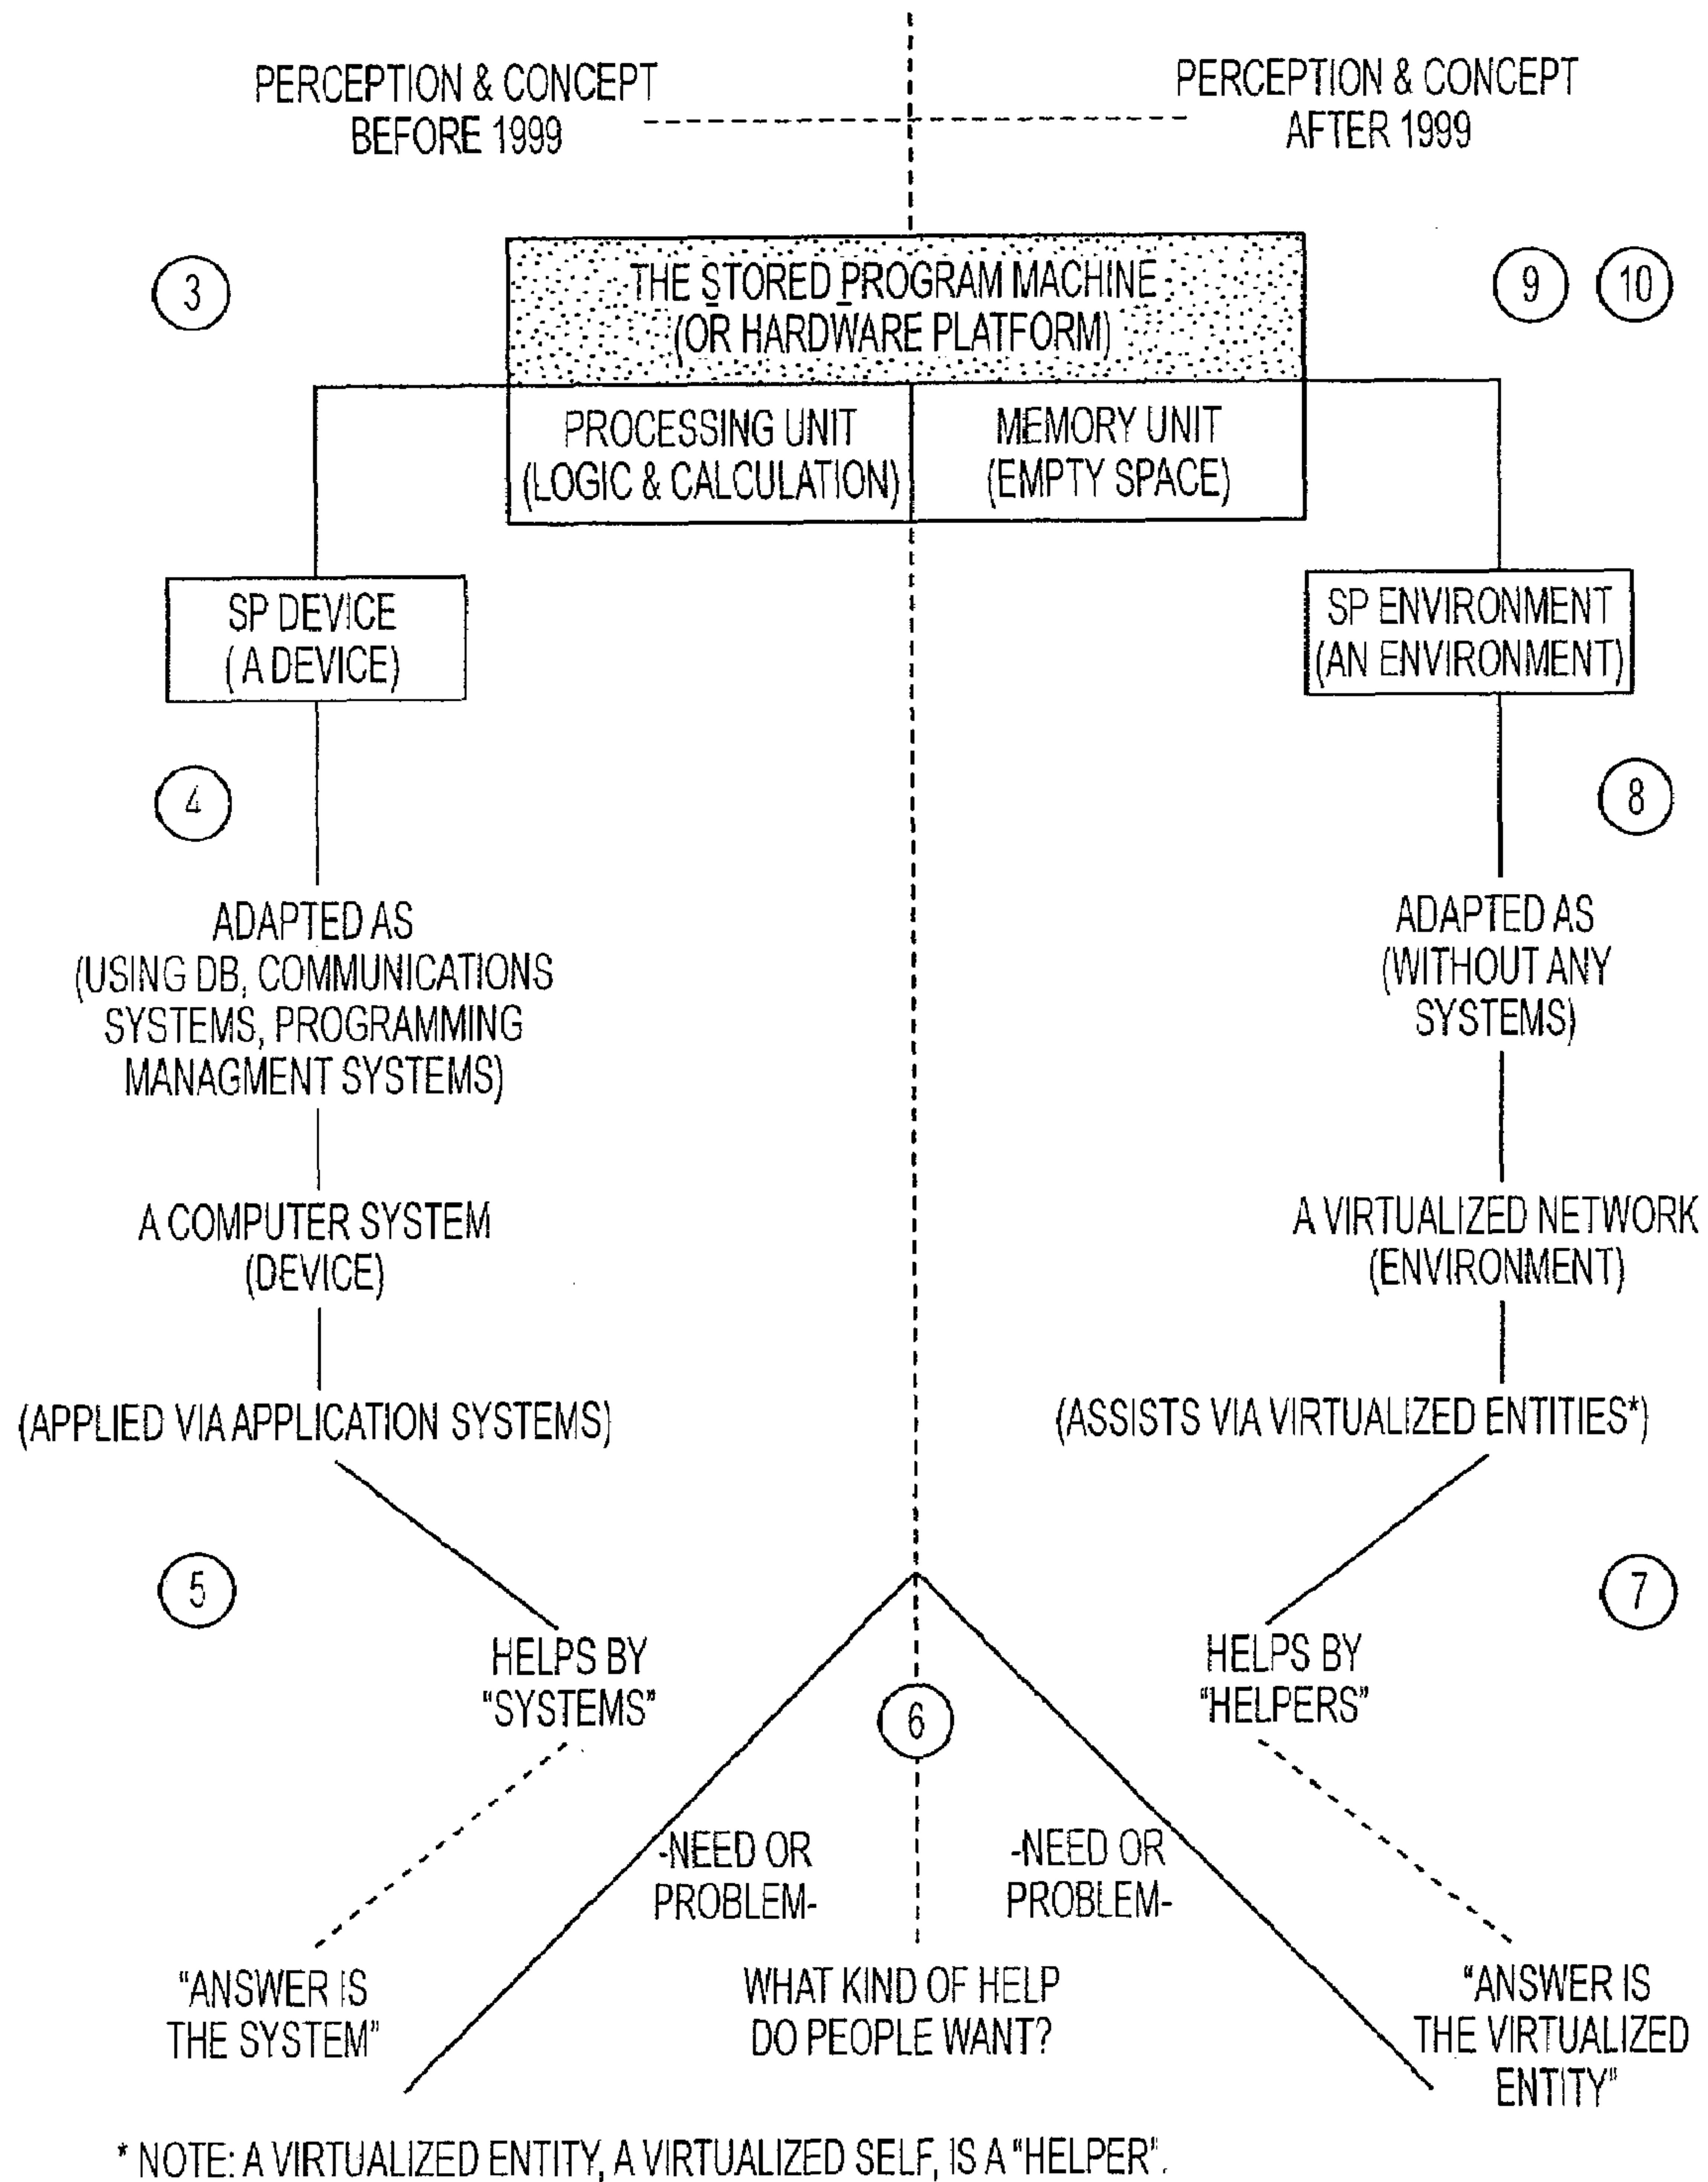 PERCEPTION & CONCEPT
BEFORE 1999
PERCEPTION & CONCEPT
AFTER 1999
3
THE STORED PROGRAM MACHINE
(OR HARDWARE PLATFORM)
9
10
PROCESSING UNIT
(LOGIC & CALCULATION)
MEMORY UNIT
(EMPTY SPACE)
SP DEVICE
(A DEVICE)
SP ENVIRONMENT
(AN ENVIRONMENT)
4
8
ADAPTED AS
(USING DB, COMMUNICATIONS
SYSTEMS, PROGRAMMING
MANAGMENT SYSTEMS)
ADAPTED AS
(WITHOUT ANY
SYSTEMS)
A COMPUTER SYSTEM
(DEVICE)
A VIRTUALIZED NETWORK
(ENVIRONMENT)
(APPLIED VIA APPLICATION SYSTEMS)
(ASSISTS VIA VIRTUALIZED ENTITIES*)
5
7
HELPS BY
"SYSTEMS"
6
HELPS BY
"HELPERS"
-NEED OR
PROBLEM-
-NEED OR
PROBLEM-
"ANSWER IS
THE SYSTEM"
WHAT KIND OF HELP
DO PEOPLE WANT?
"ANSWER IS
THE VIRTUALIZED
ENTITY"
* NOTE: A VIRTUALIZED ENTITY, A VIRTUALIZED SELF, IS A "HELPER".